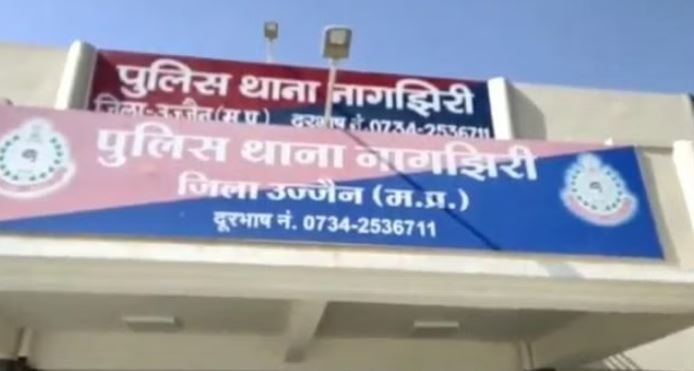 पुलिस थाना नागझिरी
जिला-उज्जैन (म.प्र.) दूरभाष नं. 0734-2536711
पुलिस थाना नागझिरी
जिला उज्जैन (म.प्र.)
दूरभाष नं. 0734-2536711